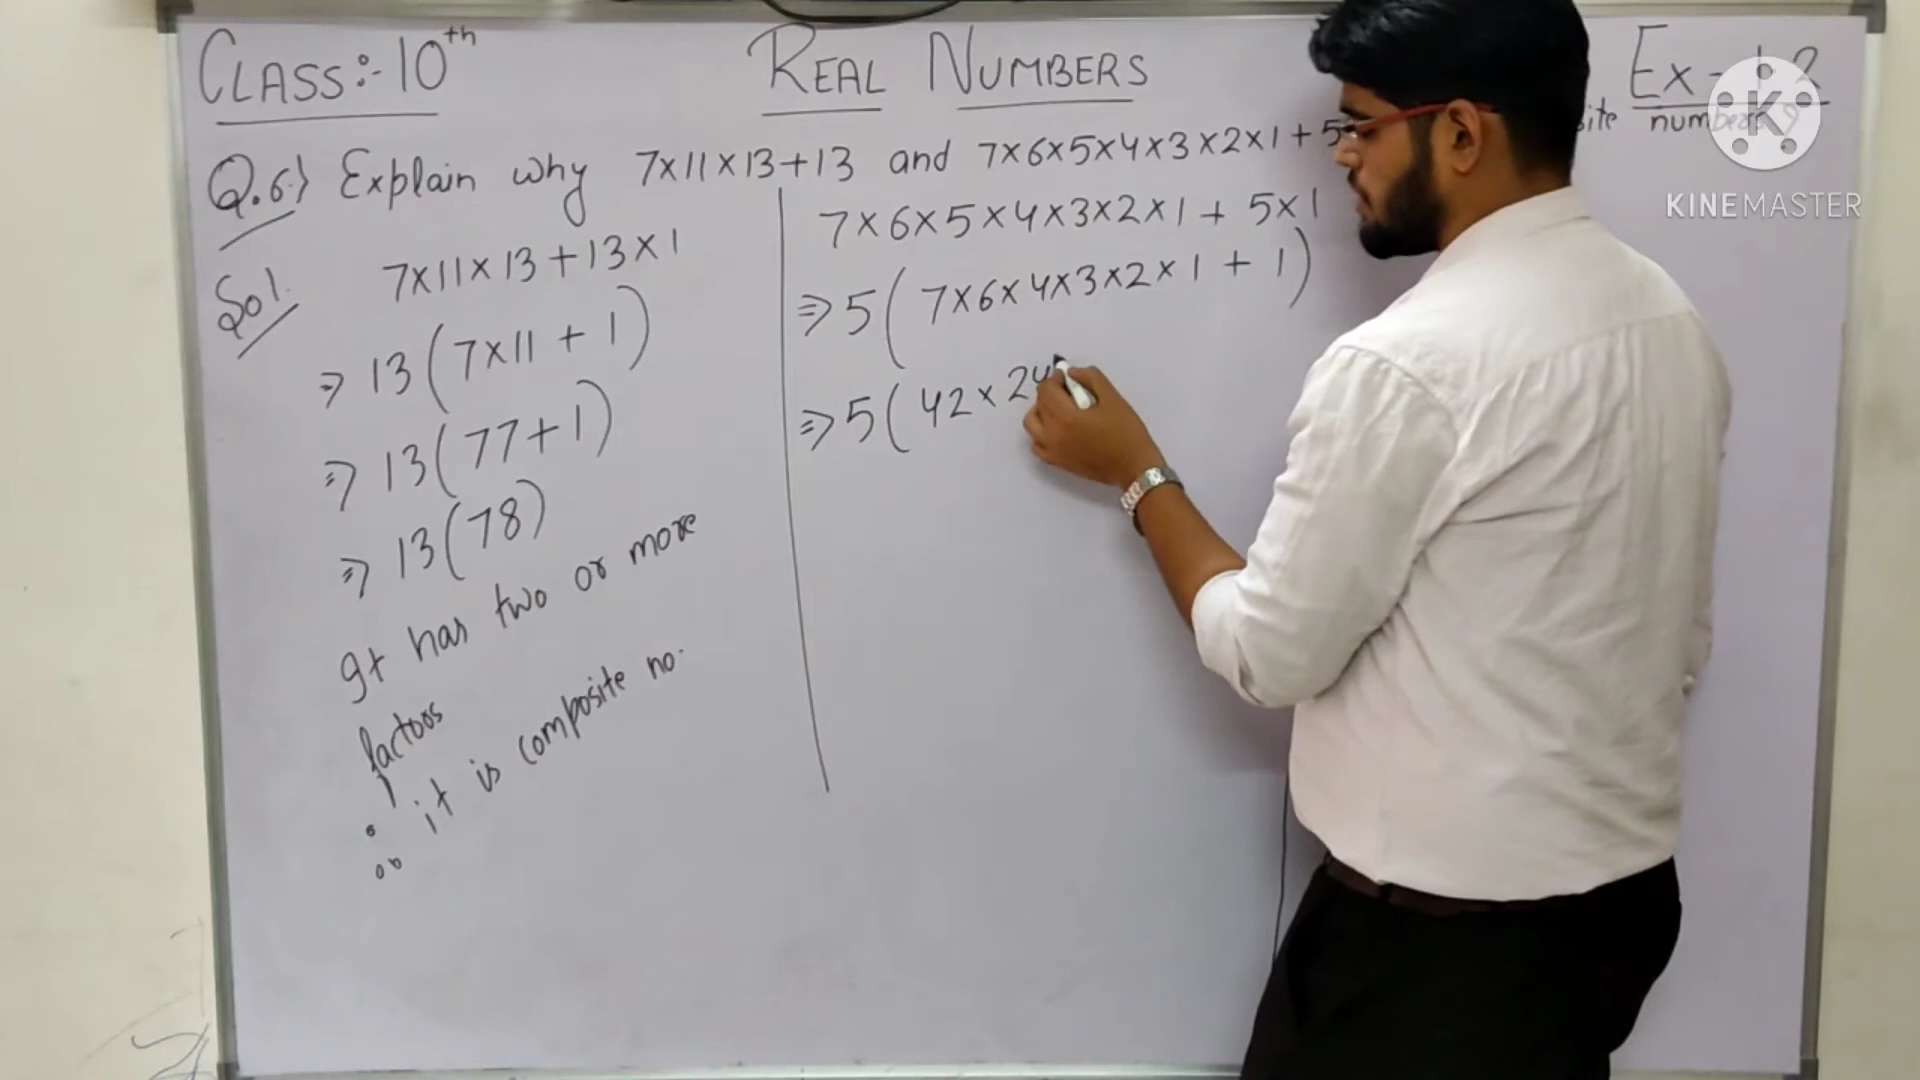 CLASS:-10th
REAL NUMBERS
Ex-
Q.6.) Explain why 7×11×13+13 and 7×6×5×4×3×2×1+5
numbers ?
Sol.
7×11×13+13×1
⇒ 13(7×11 + 1)
⇒ 13(77+1)
⇒ 13(78)
It has two or more
factors
∴ it is composite no.
7×6×5×4×3×2×1 + 5×1
⇒ 5(7×6×4×3×2×1 + 1)
⇒ 5(42×24
K
KINEMASTER